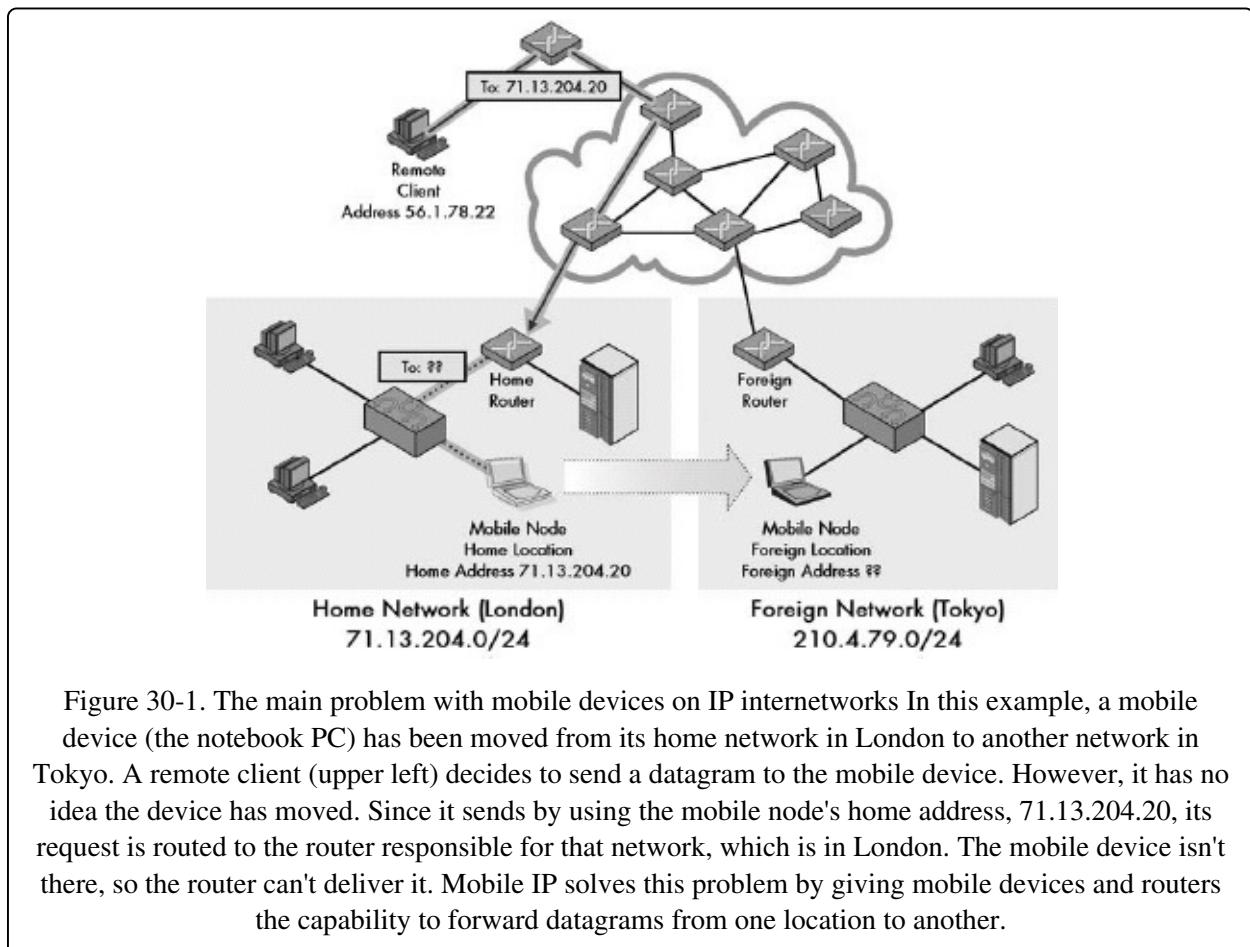 To: 71.13.204.20
Remote
Client
Address 56.1.78.22
To: ??
Home
Router
Foreign
Router
Mobile Node
Home Location
Home Address 71.13.204.20
Mobile Node
Foreign Location
Foreign Address ??
Home Network (London)
71.13.204.0/24
Foreign Network (Tokyo)
210.4.79.0/24
Figure 30-1. The main problem with mobile devices on IP internetworks In this example, a mobile
device (the notebook PC) has been moved from its home network in London to another network in
Tokyo. A remote client (upper left) decides to send a datagram to the mobile device. However, it has no
idea the device has moved. Since it sends by using the mobile node's home address, 71.13.204.20, its
request is routed to the router responsible for that network, which is in London. The mobile device isn't
there, so the router can't deliver it. Mobile IP solves this problem by giving mobile devices and routers
the capability to forward datagrams from one location to another.